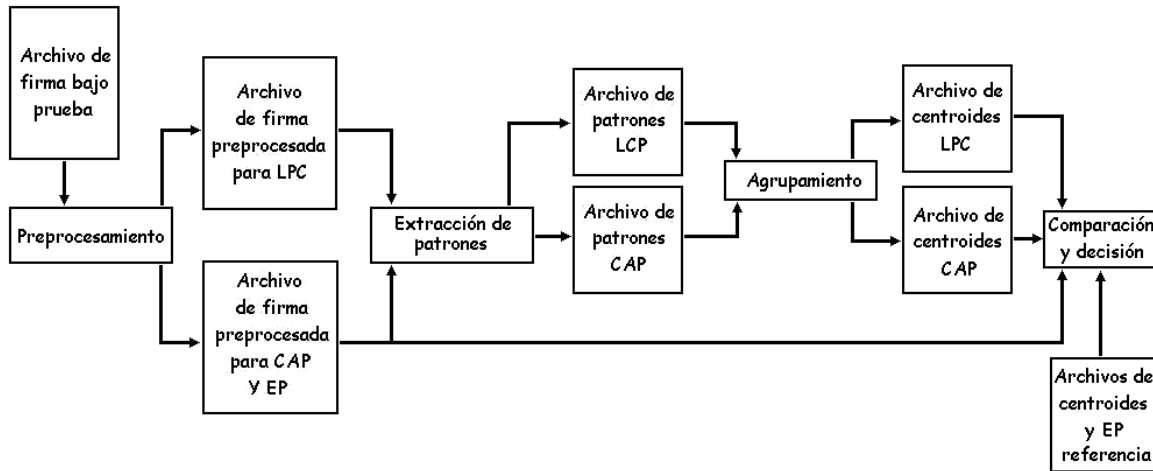 Archivo de
firma bajo
prueba
Preprocesamiento
Archivo
de firma
preprocesada
para LPC
Archivo
de firma
preprocesada
para CAP
Y EP
Extracción de
patrones
Archivo de
patrones
LCP
Archivo de
patrones
CAP
Agrupamiento
Archivo de
centroides
LPC
Archivo de
centroides
CAP
Comparación
y decisión
Archivos de
centroides
y EP
referencia